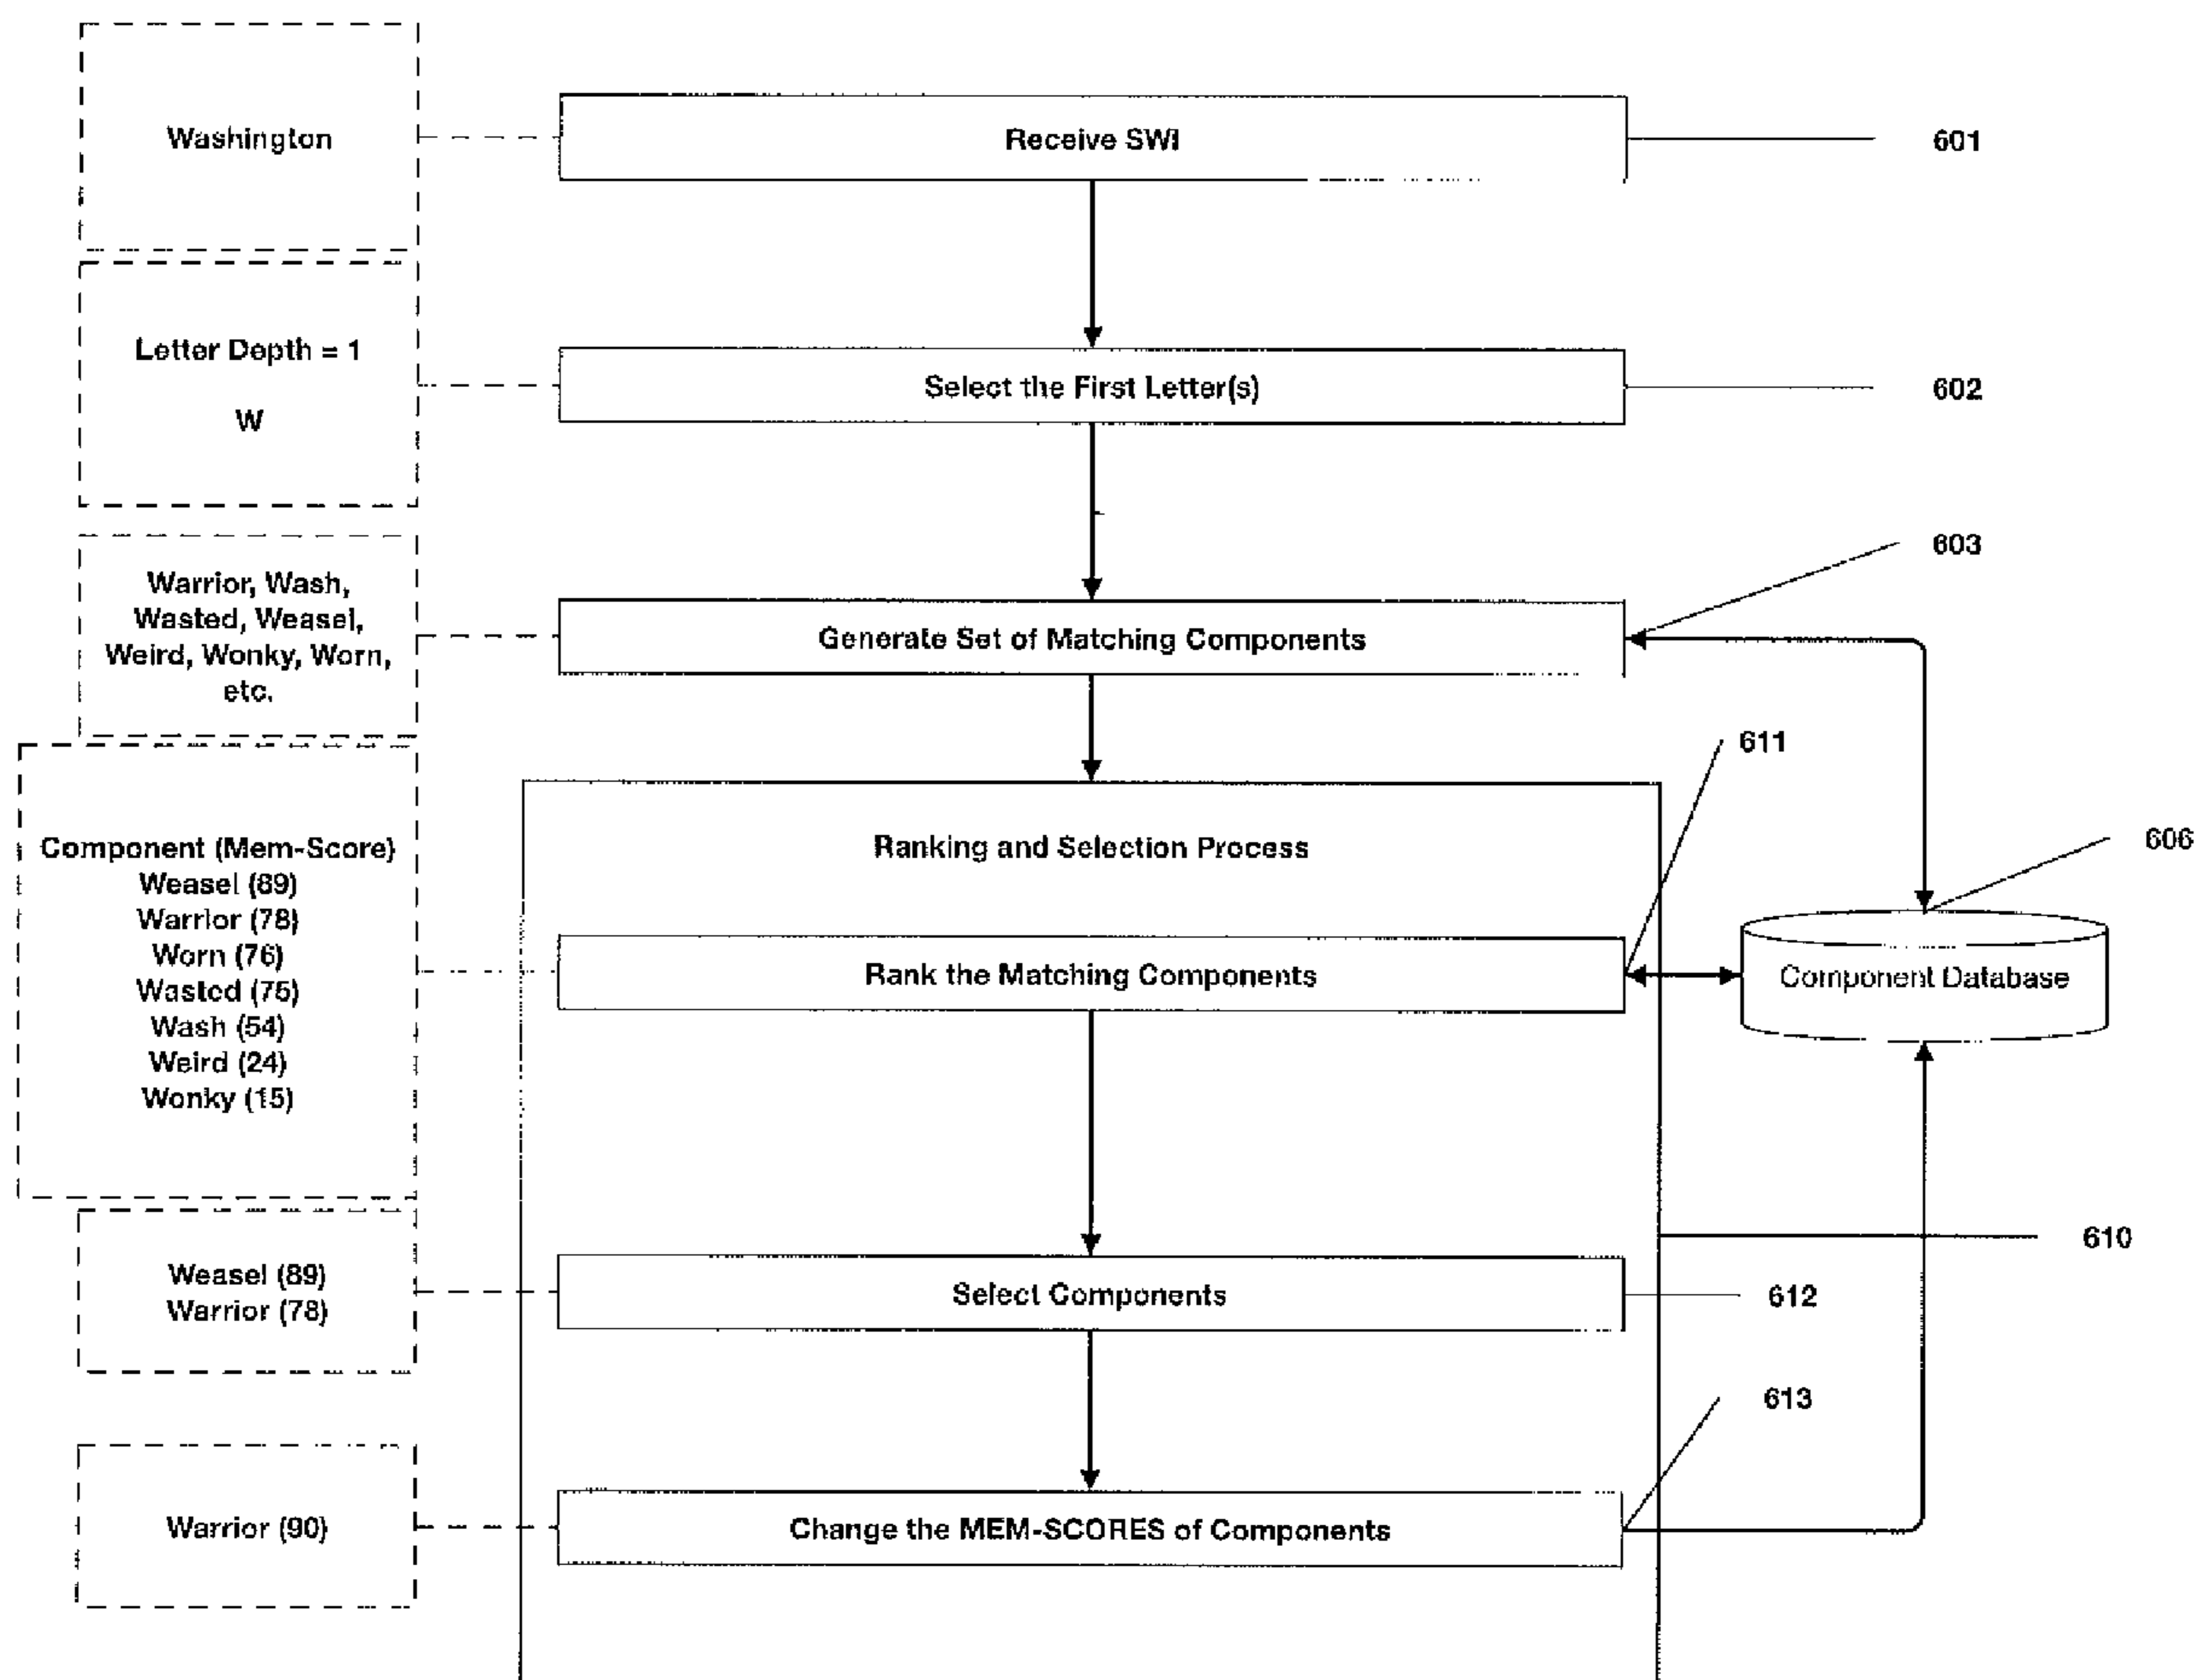 Washington
Receive SWI
601
Letter Depth = 1
W
Select the First Letter(s)
602
Warrior, Wash,
Wasted, Weasel,
Weird, Wonky, Worn,
etc.
Generate Set of Matching Components
603
611
Component (Mem-Score)
Weasel (89)
Warrior (78)
Worn (76)
Wasted (75)
Wash (54)
Weird (24)
Wonky (15)
Ranking and Selection Process
Rank the Matching Components
606
Component Database
610
Weasel (89)
Warrior (78)
Select Components
612
613
Warrior (90)
Change the MEM-SCORES of Components